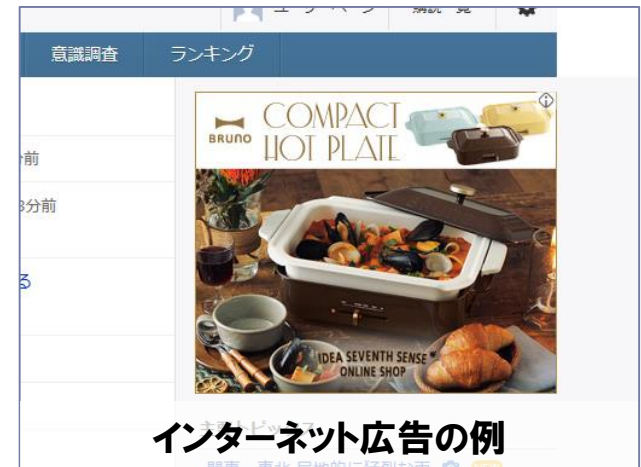 意識調査 ランキング
COMPACT
HOT PLATE
BRUNO
前
3分前
る
IDEA SEVENTH SENSE
ONLINE SHOP
インターネット広告の例